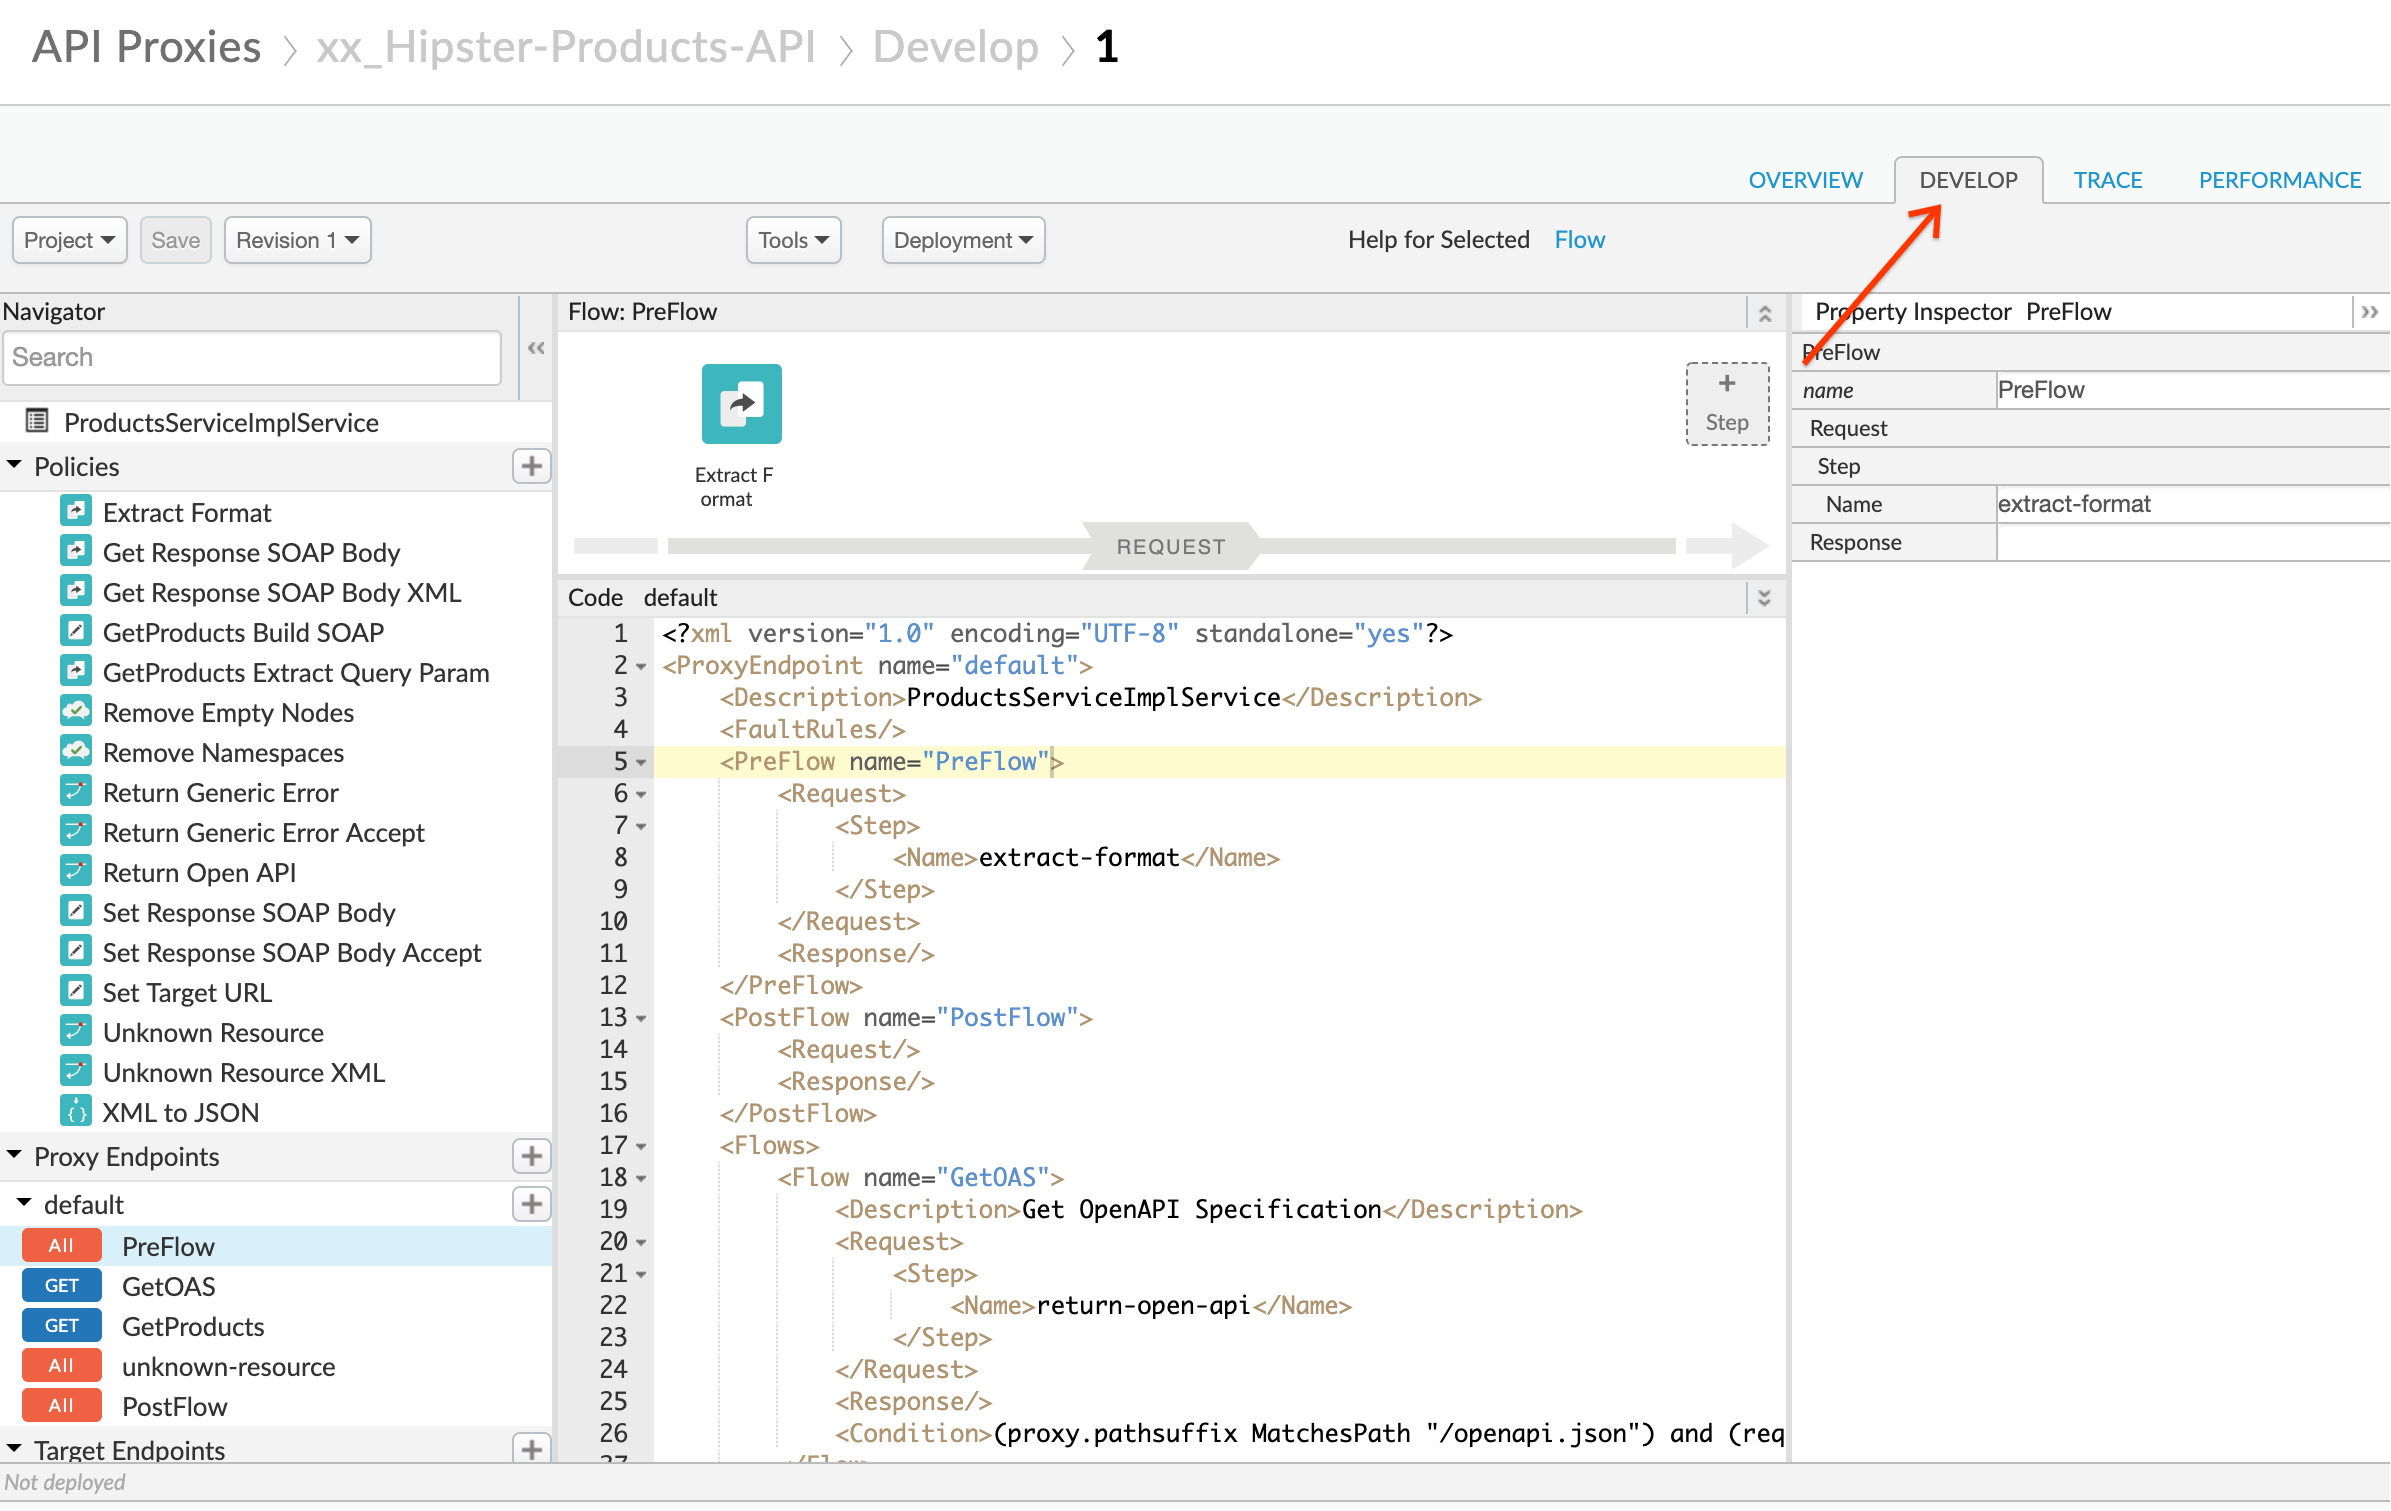 API Proxies > xx_Hipster-Products-API > Develop > 1
OVERVIEW DEVELOP TRACE PERFORMANCE
Project Save Revision 1 Tools Deployment Help for Selected Flow
Navigator
Search
ProductsServiceImplService
Policies
Extract Format
Get Response SOAP Body
Get Response SOAP Body XML
GetProducts Build SOAP
GetProducts Extract Query Param
Remove Empty Nodes
Remove Namespaces
Return Generic Error
Return Generic Error Accept
Return Open API
Set Response SOAP Body
Set Response SOAP Body Accept
Set Target URL
Unknown Resource
Unknown Resource XML
XML to JSON
Proxy Endpoints
default
All PreFlow
GET GetOAS
GET GetProducts
All unknown-resource
All PostFlow
Target Endpoints
Not deployed
Flow: PreFlow
Extract F
ormat
+
Step
REQUEST
Code default
1 <?xml version="1.0" encoding="UTF-8" standalone="yes"?>
2 <ProxyEndpoint name="default">
3 <Description>ProductsServiceImplService</Description>
4 <FaultRules/>
5 <PreFlow name="PreFlow">
6 <Request>
7 <Step>
8 <Name>extract-format</Name>
9 </Step>
10 </Request>
11 <Response/>
12 </PreFlow>
13 <PostFlow name="PostFlow">
14 <Request/>
15 <Response/>
16 </PostFlow>
17 <Flows>
18 <Flow name="GetOAS">
19 <Description>Get OpenAPI Specification</Description>
20 <Request>
21 <Step>
22 <Name>return-open-api</Name>
23 </Step>
24 </Request>
25 <Response/>
26 <Condition>(proxy.pathsuffix MatchesPath "/openapi.json") and (req
Property Inspector PreFlow
PreFlow
name PreFlow
Request
Step
Name extract-format
Response